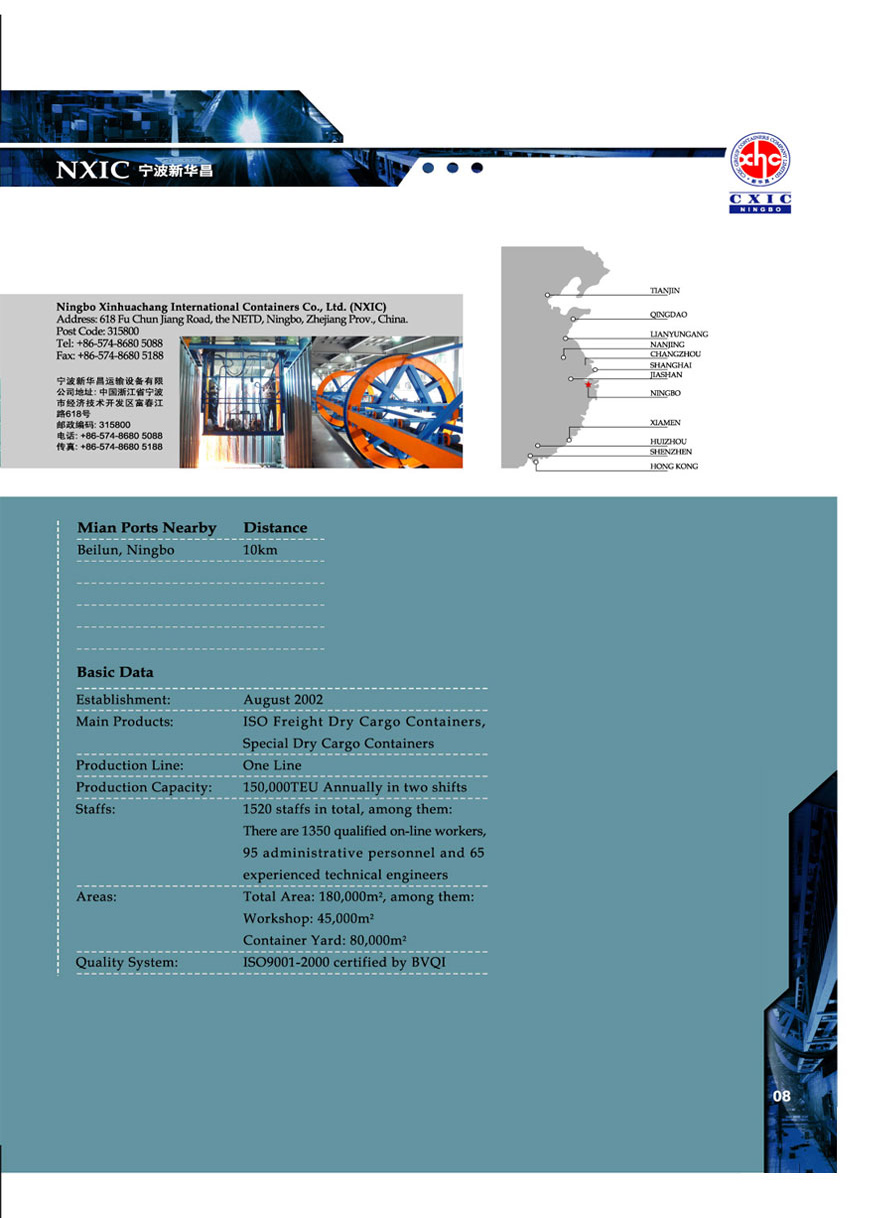 NXIC 宁波新华昌
CXIC GROUP CONTAINERS COMPANY LIMITED
xhc
新华昌
CXIC
NINGBO
Ningbo Xinhuachang International Containers Co., Ltd. (NXIC)
Address: 618 Fu Chun Jiang Road, the NETD, Ningbo, Zhejiang Prov., China.
Post Code: 315800
Tel: +86-574-8680 5088
Fax: +86-574-8680 5188
宁波新华昌运输设备有限
公司地址: 中国浙江省宁波
市经济技术开发区富春江
路618号
邮政编码: 315800
电话: +86-574-8680 5088
传真: +86-574-8680 5188
TIANJIN
QINGDAO
LIANYUNGANG
NANJING
CHANGZHOU
SHANGHAI
JIASHAN
NINGBO
XIAMEN
HUIZHOU
SHENZHEN
HONG KONG
Mian Ports Nearby Distance
Beilun, Ningbo 10km
Basic Data
Establishment: August 2002
Main Products: ISO Freight Dry Cargo Containers,
Special Dry Cargo Containers
Production Line: One Line
Production Capacity: 150,000TEU Annually in two shifts
Staffs: 1520 staffs in total, among them:
There are 1350 qualified on-line workers,
95 administrative personnel and 65
experienced technical engineers
Areas: Total Area: 180,000m², among them:
Workshop: 45,000m²
Container Yard: 80,000m²
Quality System: ISO9001-2000 certified by BVQI
08